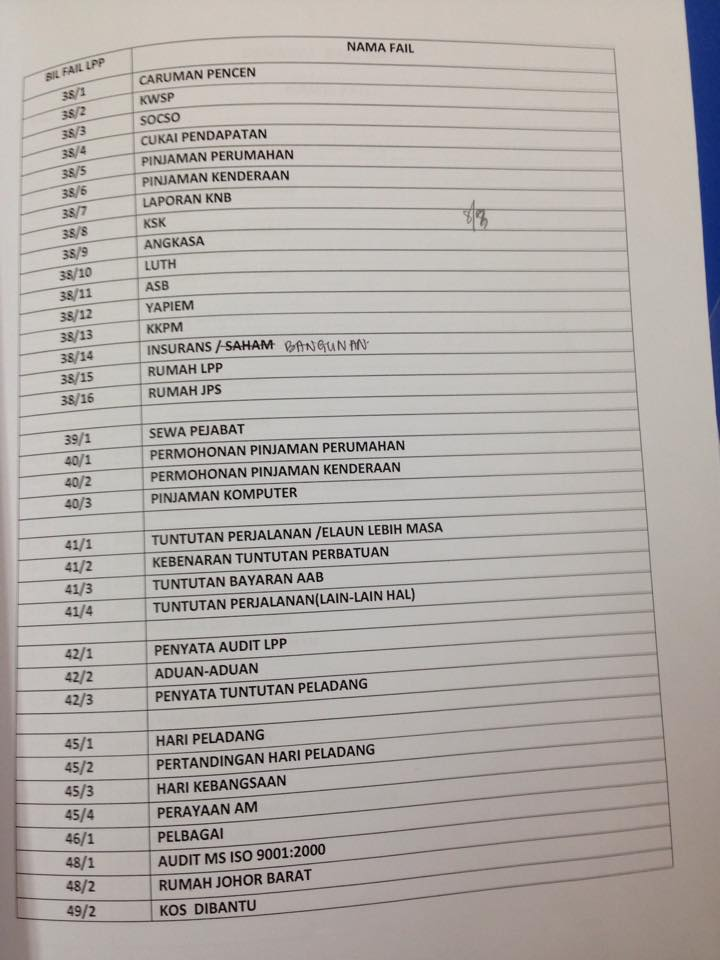 BIL FAIL LPP NAMA FAIL
38/1 CARUMAN PENCEN
38/2 KWSP
38/3 SOCSO
38/4 CUKAI PENDAPATAN
38/5 PINJAMAN PERUMAHAN
38/6 PINJAMAN KENDERAAN
38/7 LAPORAN KNB
38/8 KSK
38/9 ANGKASA
38/10 LUTH
38/11 ASB
38/12 YAPIEM
38/13 KKPM
38/14 INSURANS /SAHAM BANGUNAN
38/15 RUMAH LPP
38/16 RUMAH JPS
39/1 SEWA PEJABAT
40/1 PERMOHONAN PINJAMAN PERUMAHAN
40/2 PERMOHONAN PINJAMAN KENDERAAN
40/3 PINJAMAN KOMPUTER
41/1 TUNTUTAN PERJALANAN /ELAUN LEBIH MASA
41/2 KEBENARAN TUNTUTAN PERBATUAN
41/3 TUNTUTAN BAYARAN AAB
41/4 TUNTUTAN PERJALANAN(LAIN-LAIN HAL)
42/1 PENYATA AUDIT LPP
42/2 ADUAN-ADUAN
42/3 PENYATA TUNTUTAN PELADANG
45/1 HARI PELADANG
45/2 PERTANDINGAN HARI PELADANG
45/3 HARI KEBANGSAAN
45/4 PERAYAAN AM
46/1 PELBAGAI
48/1 AUDIT MS ISO 9001:2000
48/2 RUMAH JOHOR BARAT
49/2 KOS DIBANTU